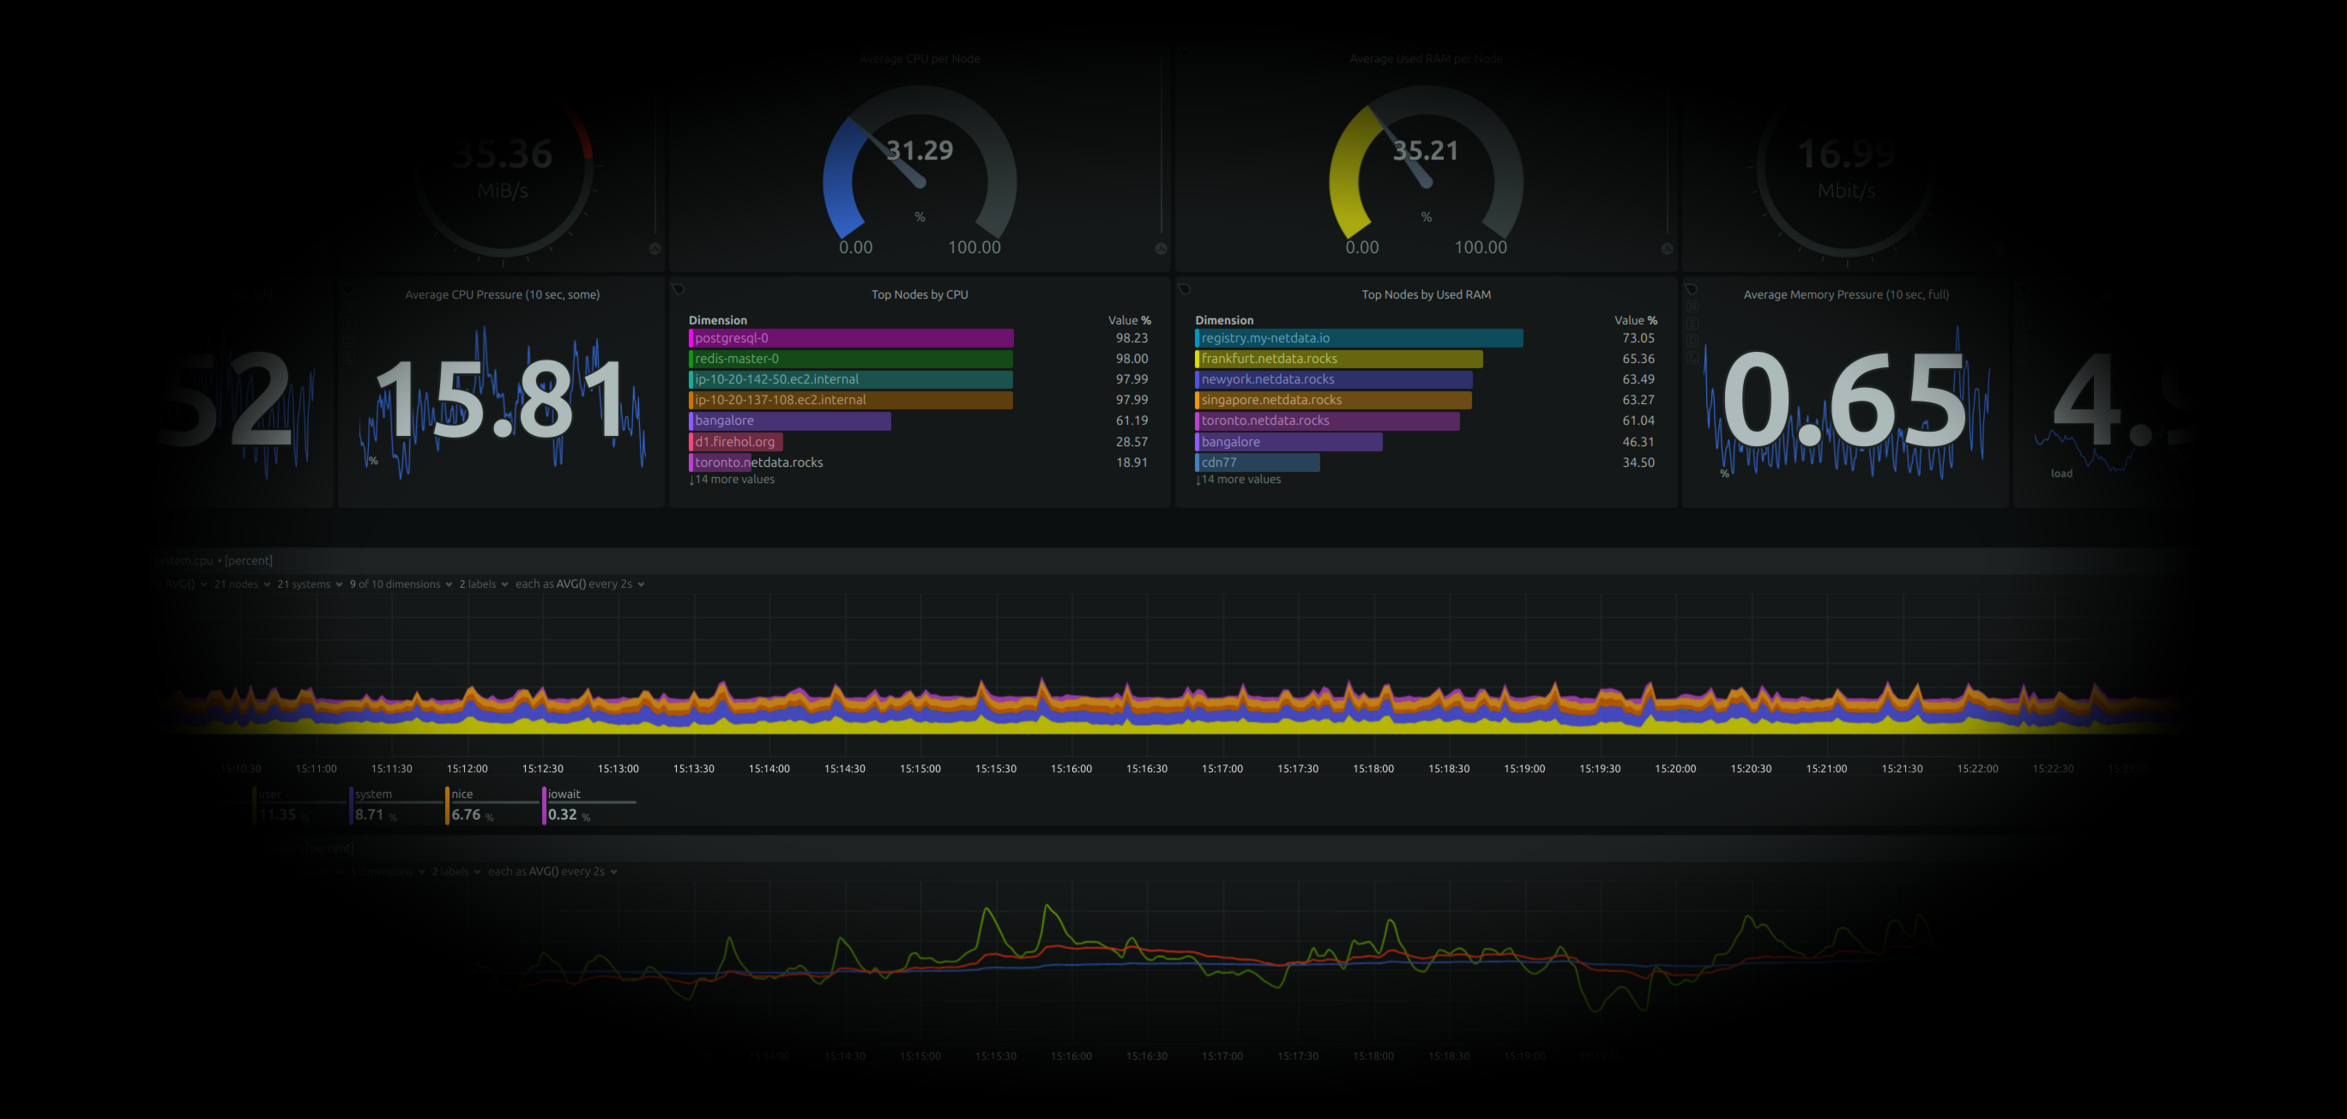 Average CPU per Node
Average Used RAM per Node
35.36
MiB/s
31.29
%
0.00
100.00
35.21
%
0.00
100.00
16.99
Mbit/s
52
Average CPU Pressure (10 sec, some)
15.81
%
Top Nodes by CPU
Dimension Value %
postgresql-0 98.23
redis-master-0 98.00
ip-10-20-142-50.ec2.internal 97.99
ip-10-20-137-108.ec2.internal 97.99
bangalore 61.19
d1.firehol.org 28.57
toronto.netdata.rocks 18.91
↓14 more values
Top Nodes by Used RAM
Dimension Value %
registry.my-netdata.io 73.05
frankfurt.netdata.rocks 65.36
newyork.netdata.rocks 63.49
singapore.netdata.rocks 63.27
toronto.netdata.rocks 61.04
bangalore 46.31
cdn77 34.50
↓14 more values
Average Memory Pressure (10 sec, full)
0.65
%
4.9
load
system.cpu • [percent]
AVG() 21 nodes 21 systems 9 of 10 dimensions 2 labels each as AVG() every 2s
15:10:30 15:11:00 15:11:30 15:12:00 15:12:30 15:13:00 15:13:30 15:14:00 15:14:30 15:15:00 15:15:30 15:16:00 15:16:30 15:17:00 15:17:30 15:18:00 15:18:30 15:19:00 15:19:30 15:20:00 15:20:30 15:21:00 15:21:30 15:22:00 15:22:30 15:23:00
user system nice iowait
11.35 % 8.71 % 6.76 % 0.32 %
[percent]
dimensions 2 labels each as AVG() every 2s
15:14:00 15:14:30 15:15:00 15:15:30 15:16:00 15:16:30 15:17:00 15:17:30 15:18:00 15:18:30 15:19:00